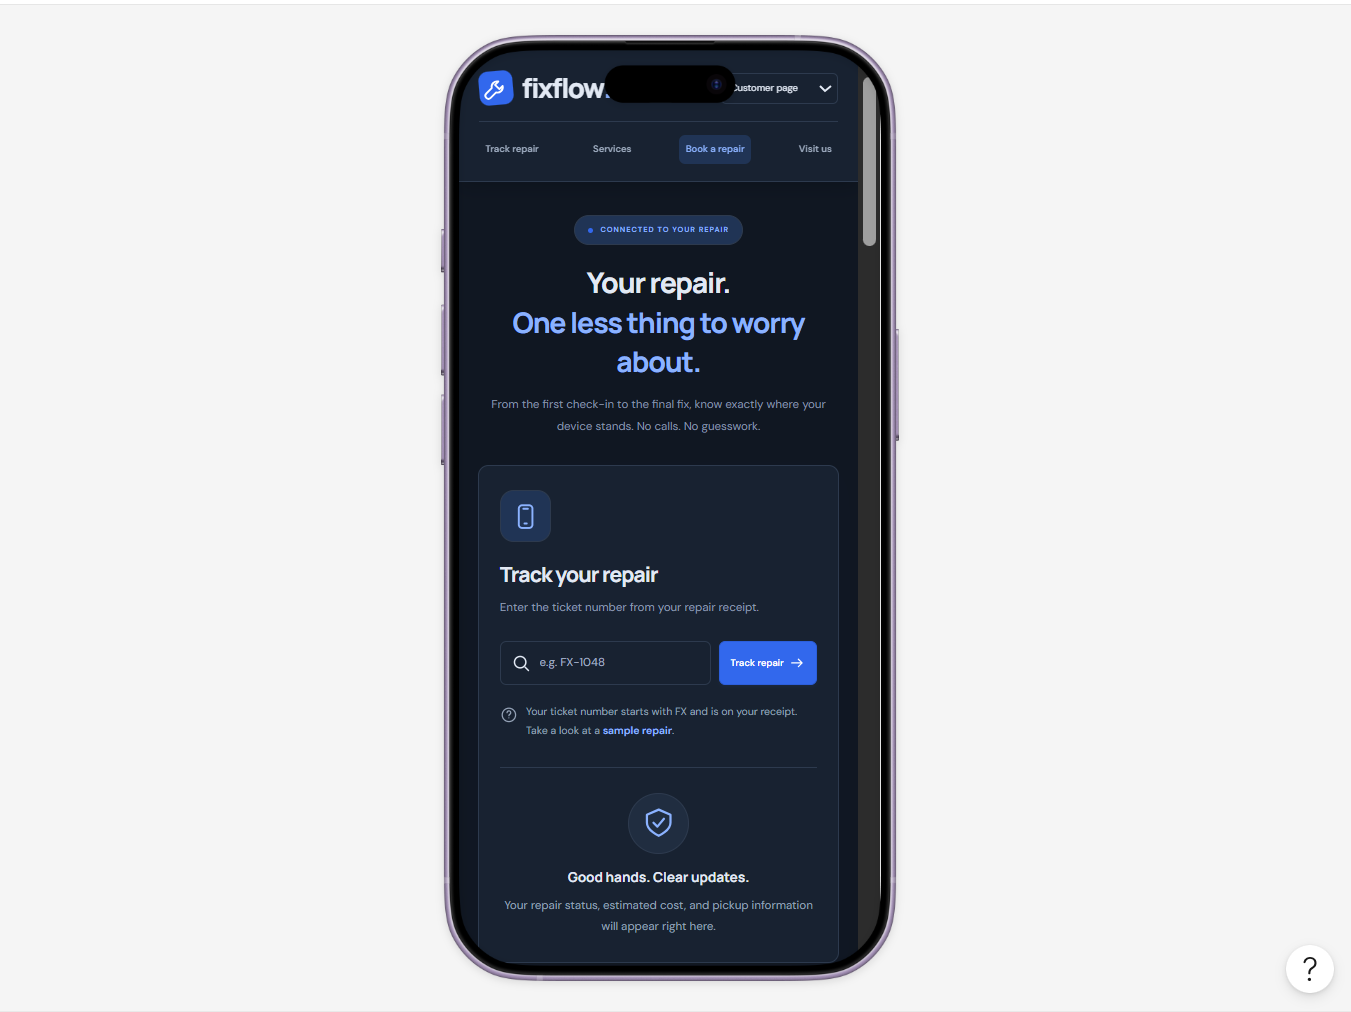 fixflow.
Customer page
Track repair
Services
Book a repair
Visit us
CONNECTED TO YOUR REPAIR
Your repair.
One less thing to worry
about.
From the first check-in to the final fix, know exactly where your
device stands. No calls. No guesswork.
Track your repair
Enter the ticket number from your repair receipt.
e.g. FX-1048
Track repair →
Your ticket number starts with FX and is on your receipt.
Take a look at a sample repair.
Good hands. Clear updates.
Your repair status, estimated cost, and pickup information
will appear right here.
?